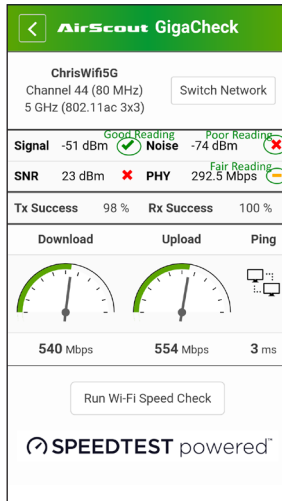 AirScout GigaCheck
ChrisWifi5G
Channel 44 (80 MHz)
5 GHz (802.11ac 3x3)
Switch Network
Good Reading
Poor Reading
Signal -51 dBm Noise -74 dBm
Fair Reading
SNR 23 dBm PHY 292.5 Mbps
Tx Success 98 % Rx Success 100 %
Download Upload Ping
540 Mbps 554 Mbps 3 ms
Run Wi-Fi Speed Check
SPEEDTEST powered™